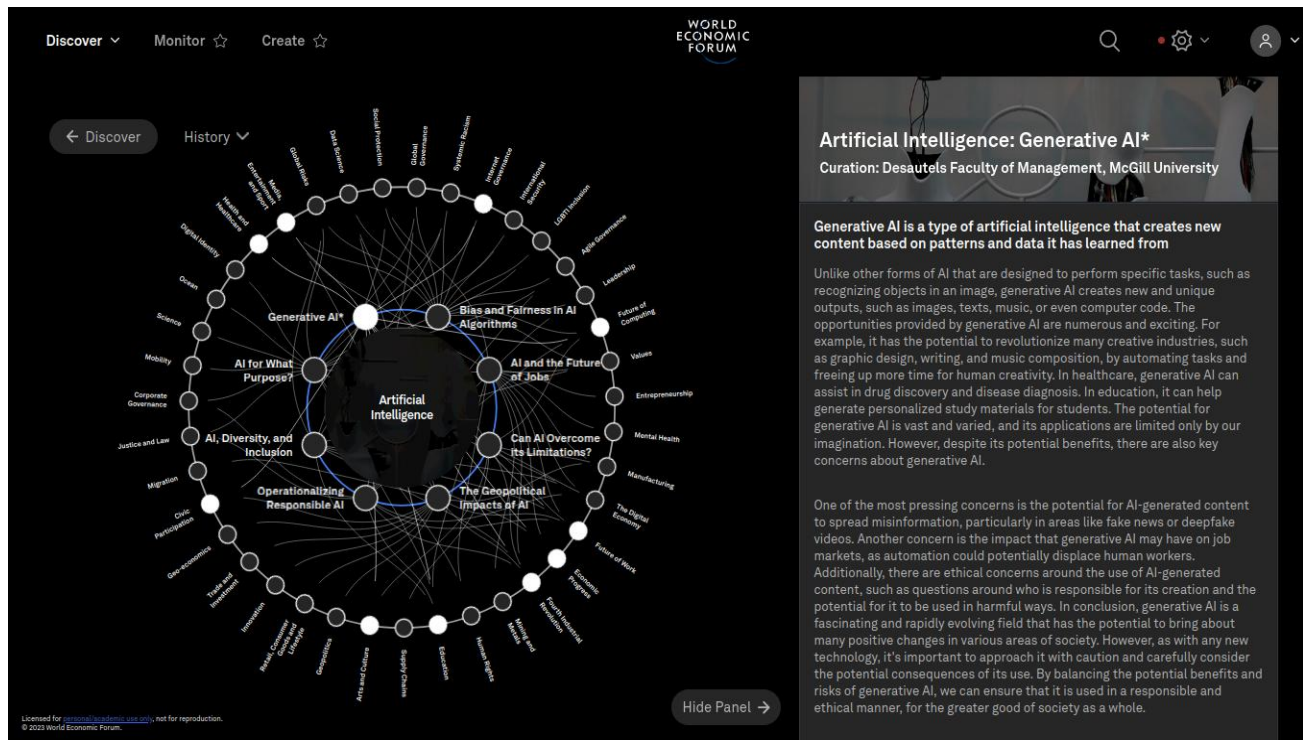 Discover
Monitor
Create
WORLD
ECONOMIC
FORUM
Discover
History
Social Protection
Global
Governance
Systemic Racism
Internet
Governance
International
Security
LGBTI Inclusion
Agile Governance
Leadership
Future of
Computing
Values
Entrepreneurship
Mental Health
Manufacturing
The Digital
Economy
Future of Work
Economic
Progress
Fourth Industrial
Revolution
Mining and
Metals
Human Rights
Education
Supply Chains
Arts and Culture
Geopolitics
Retail, Consumer
Goods and
Lifestyle
Innovation
Trade and
Investment
Geo-economics
Civic
Participation
Migration
Justice and Law
Corporate
Governance
Mobility
Science
Ocean
Digital Identity
Health and
Healthcare
Media,
Entertainment
and Sport
Global Risks
Data Science
Generative AI*
Bias and Fairness in AI
Algorithms
AI for What
Purpose?
AI and the Future
of Jobs
Artificial
Intelligence
AI, Diversity, and
Inclusion
Can AI Overcome
its Limitations?
Operationalizing
Responsible AI
The Geopolitical
Impacts of AI
Licensed for personal/academic use only, not for reproduction.
© 2023 World Economic Forum.
Hide Panel
Artificial Intelligence: Generative AI*
Curation: Desautels Faculty of Management, McGill University
Generative AI is a type of artificial intelligence that creates new
content based on patterns and data it has learned from
Unlike other forms of AI that are designed to perform specific tasks, such as
recognizing objects in an image, generative AI creates new and unique
outputs, such as images, texts, music, or even computer code. The
opportunities provided by generative AI are numerous and exciting. For
example, it has the potential to revolutionize many creative industries, such
as graphic design, writing, and music composition, by automating tasks and
freeing up more time for human creativity. In healthcare, generative AI can
assist in drug discovery and disease diagnosis. In education, it can help
generate personalized study materials for students. The potential for
generative AI is vast and varied, and its applications are limited only by our
imagination. However, despite its potential benefits, there are also key
concerns about generative AI.
One of the most pressing concerns is the potential for AI-generated content
to spread misinformation, particularly in areas like fake news or deepfake
videos. Another concern is the impact that generative AI may have on job
markets, as automation could potentially displace human workers.
Additionally, there are ethical concerns around the use of AI-generated
content, such as questions around who is responsible for its creation and the
potential for it to be used in harmful ways. In conclusion, generative AI is a
fascinating and rapidly evolving field that has the potential to bring about
many positive changes in various areas of society. However, as with any new
technology, it's important to approach it with caution and carefully consider
the potential consequences of its use. By balancing the potential benefits and
risks of generative AI, we can ensure that it is used in a responsible and
ethical manner, for the greater good of society as a whole.